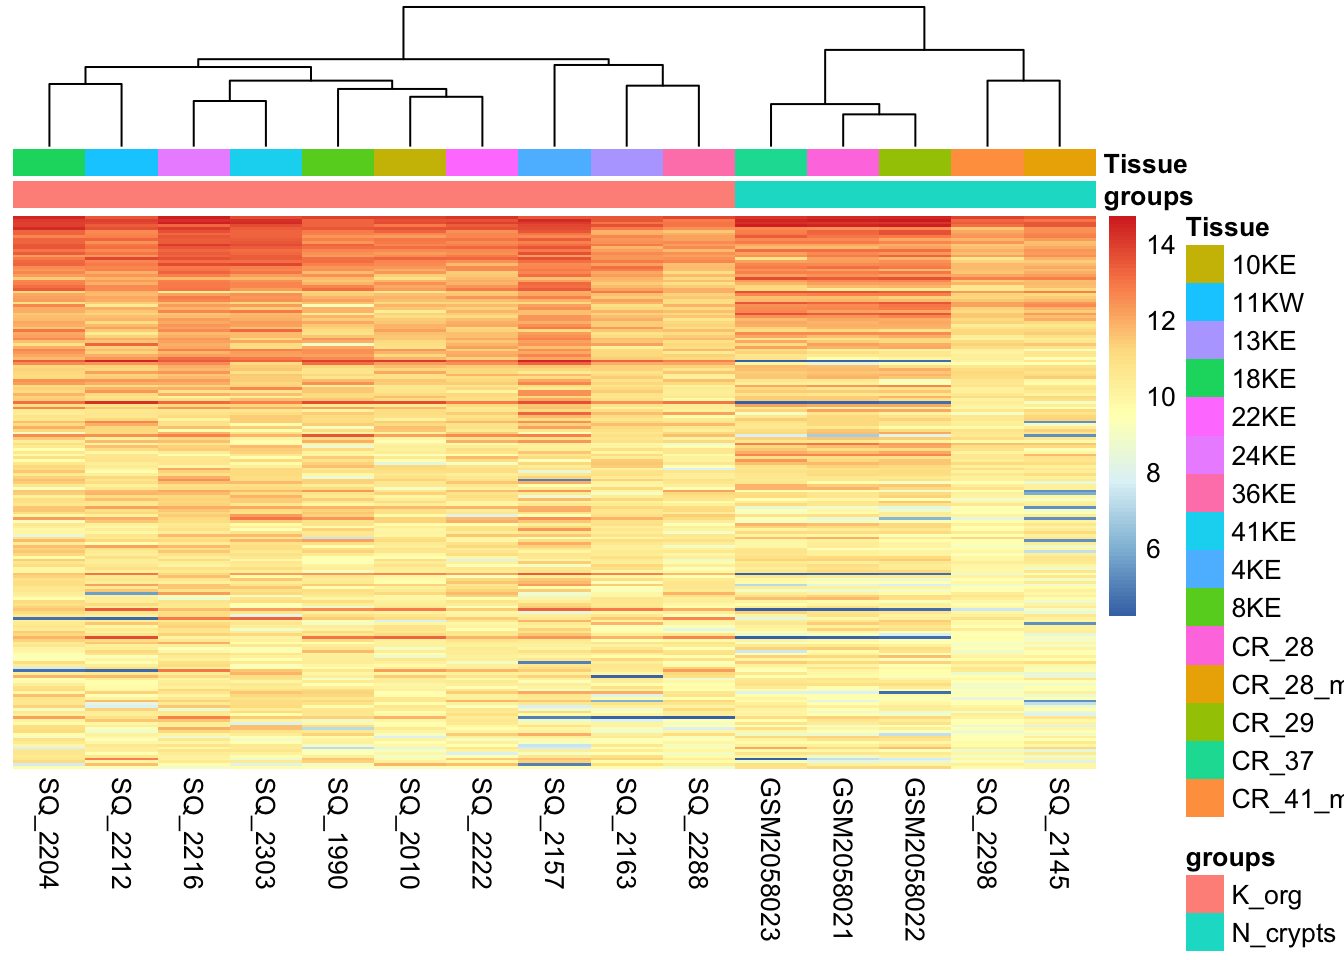 Tissue
groups
14
12
10
8
6
Tissue
10KE
11KW
13KE
18KE
22KE
24KE
36KE
41KE
4KE
8KE
CR_28
CR_28_m
CR_29
CR_37
CR_41_m
groups
K_org
N_crypts
SQ_2204
SQ_2212
SQ_2216
SQ_2303
SQ_1990
SQ_2010
SQ_2222
SQ_2157
SQ_2163
SQ_2288
GSM2058023
GSM2058021
GSM2058022
SQ_2298
SQ_2145